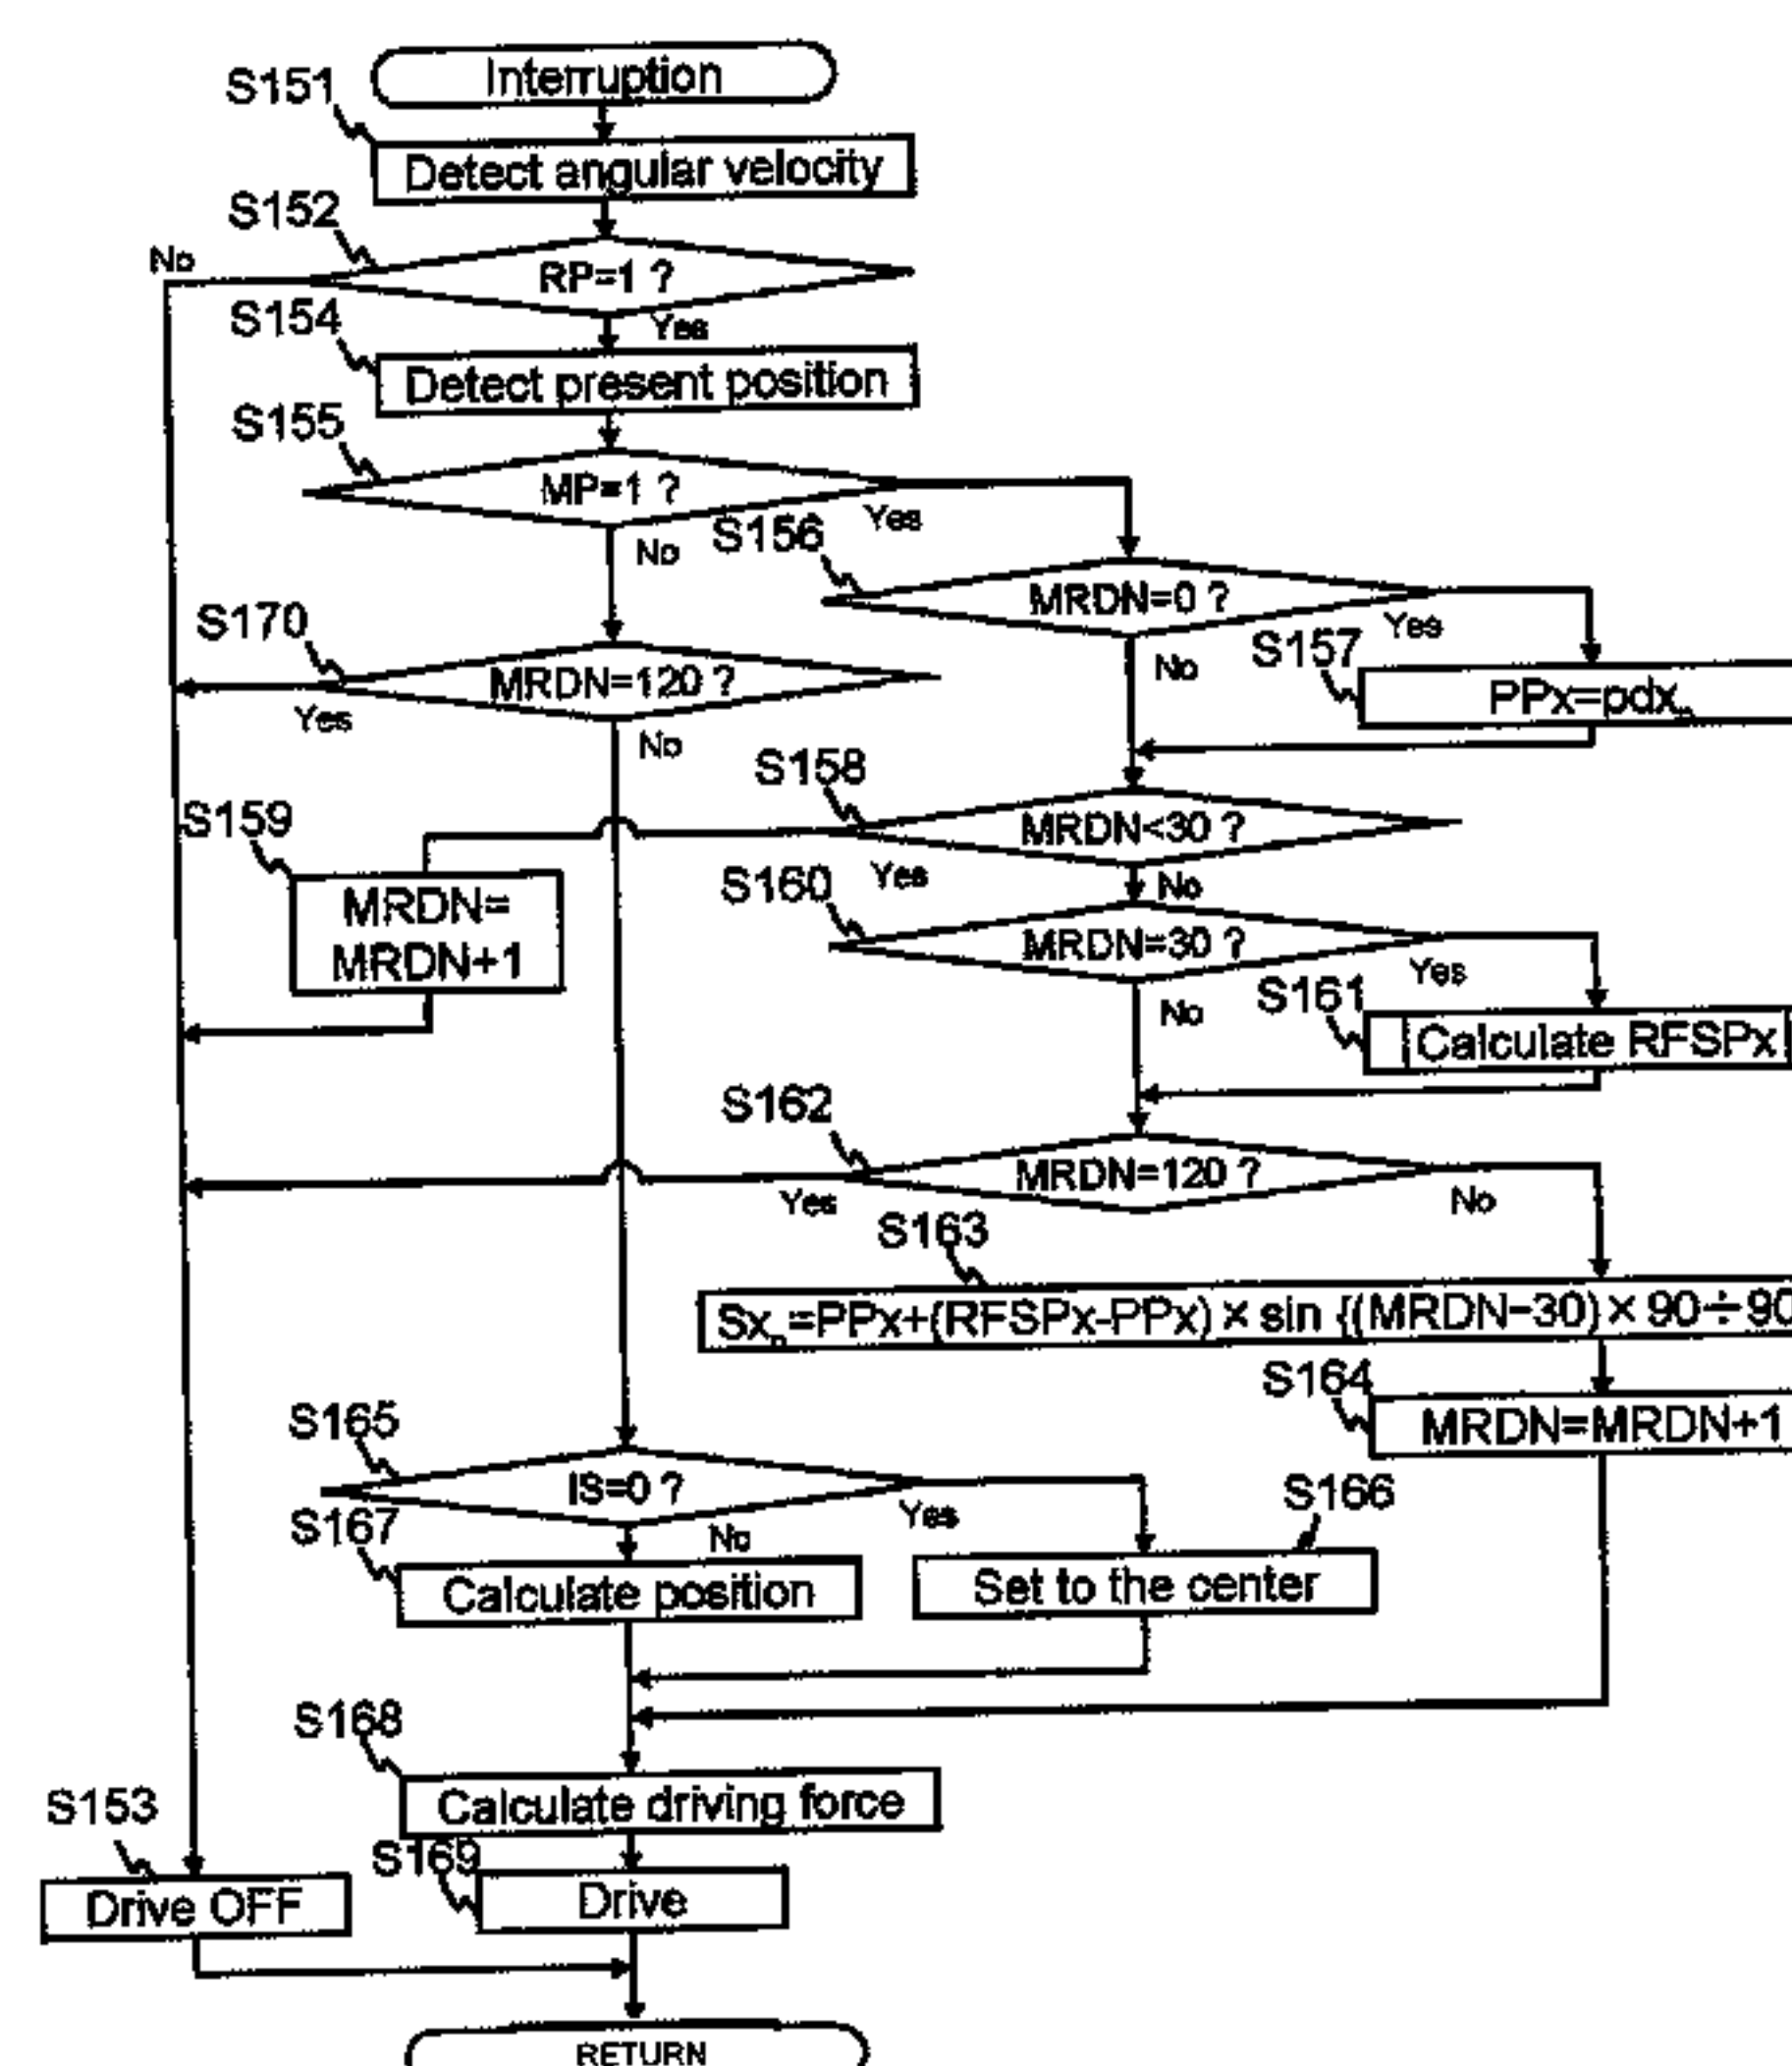 Interruption
S151
Detect angular velocity
S152
No
RP=1 ?
Yes
S154
Detect present position
S155
MP=1 ?
Yes
No
S156
MRDN=0 ?
Yes
No
S157
PPx=pdxn
S170
MRDN=120 ?
Yes
No
S158
MRDN<30 ?
Yes
No
S159
MRDN=
MRDN+1
S160
MRDN=30 ?
Yes
No
S161
Calculate RFSPx
S162
MRDN=120 ?
Yes
No
S163
Sxn=PPx+(RFSPx-PPx)×sin {(MRDN-30)×90÷90
S164
MRDN=MRDN+1
S165
IS=0 ?
Yes
No
S166
Set to the center
S167
Calculate position
S168
Calculate driving force
S153
Drive OFF
S169
Drive
RETURN